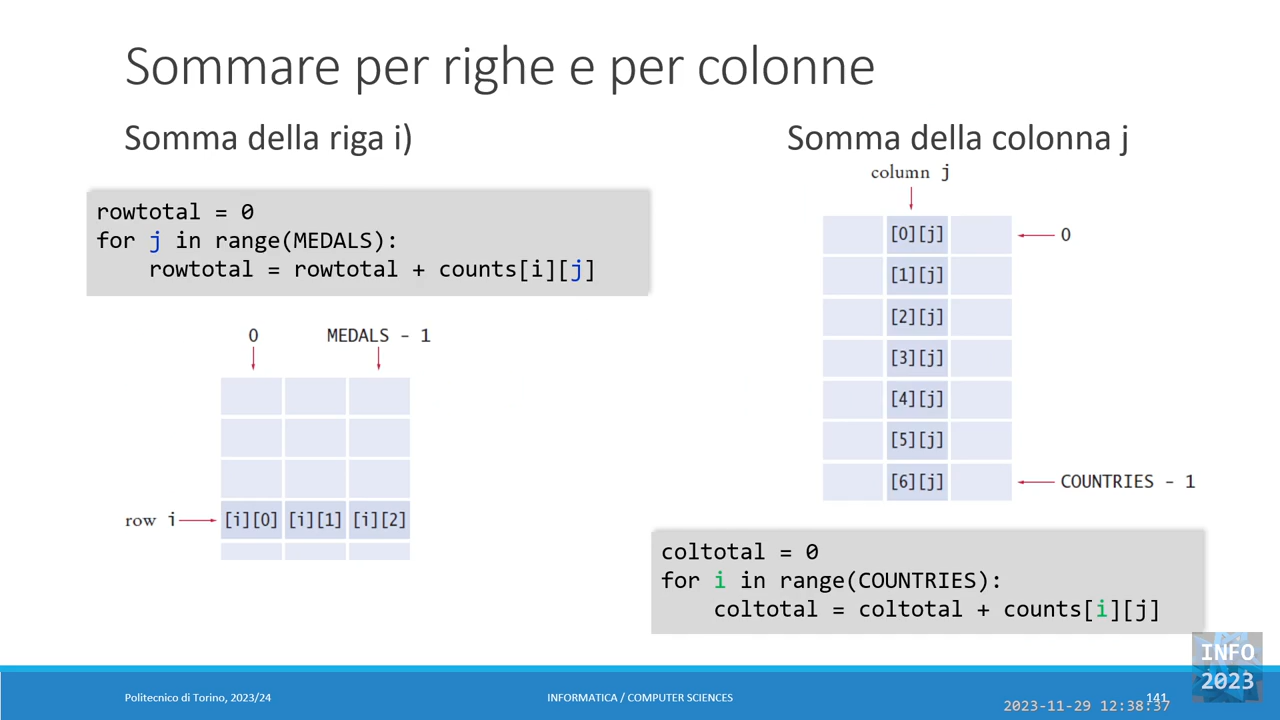 Sommare per righe e per colonne
Somma della riga i)
rowtotal = 0
for j in range(MEDALS):
    rowtotal = rowtotal + counts[i][j]
0
MEDALS - 1
row i
[i][0] [i][1] [i][2]
Somma della colonna j
column j
[0][j]
0
[1][j]
[2][j]
[3][j]
[4][j]
[5][j]
[6][j]
COUNTRIES - 1
coltotal = 0
for i in range(COUNTRIES):
    coltotal = coltotal + counts[i][j]
INFO
2023
Politecnico di Torino, 2023/24
INFORMATICA / COMPUTER SCIENCES
141
2023-11-29 12:38:37